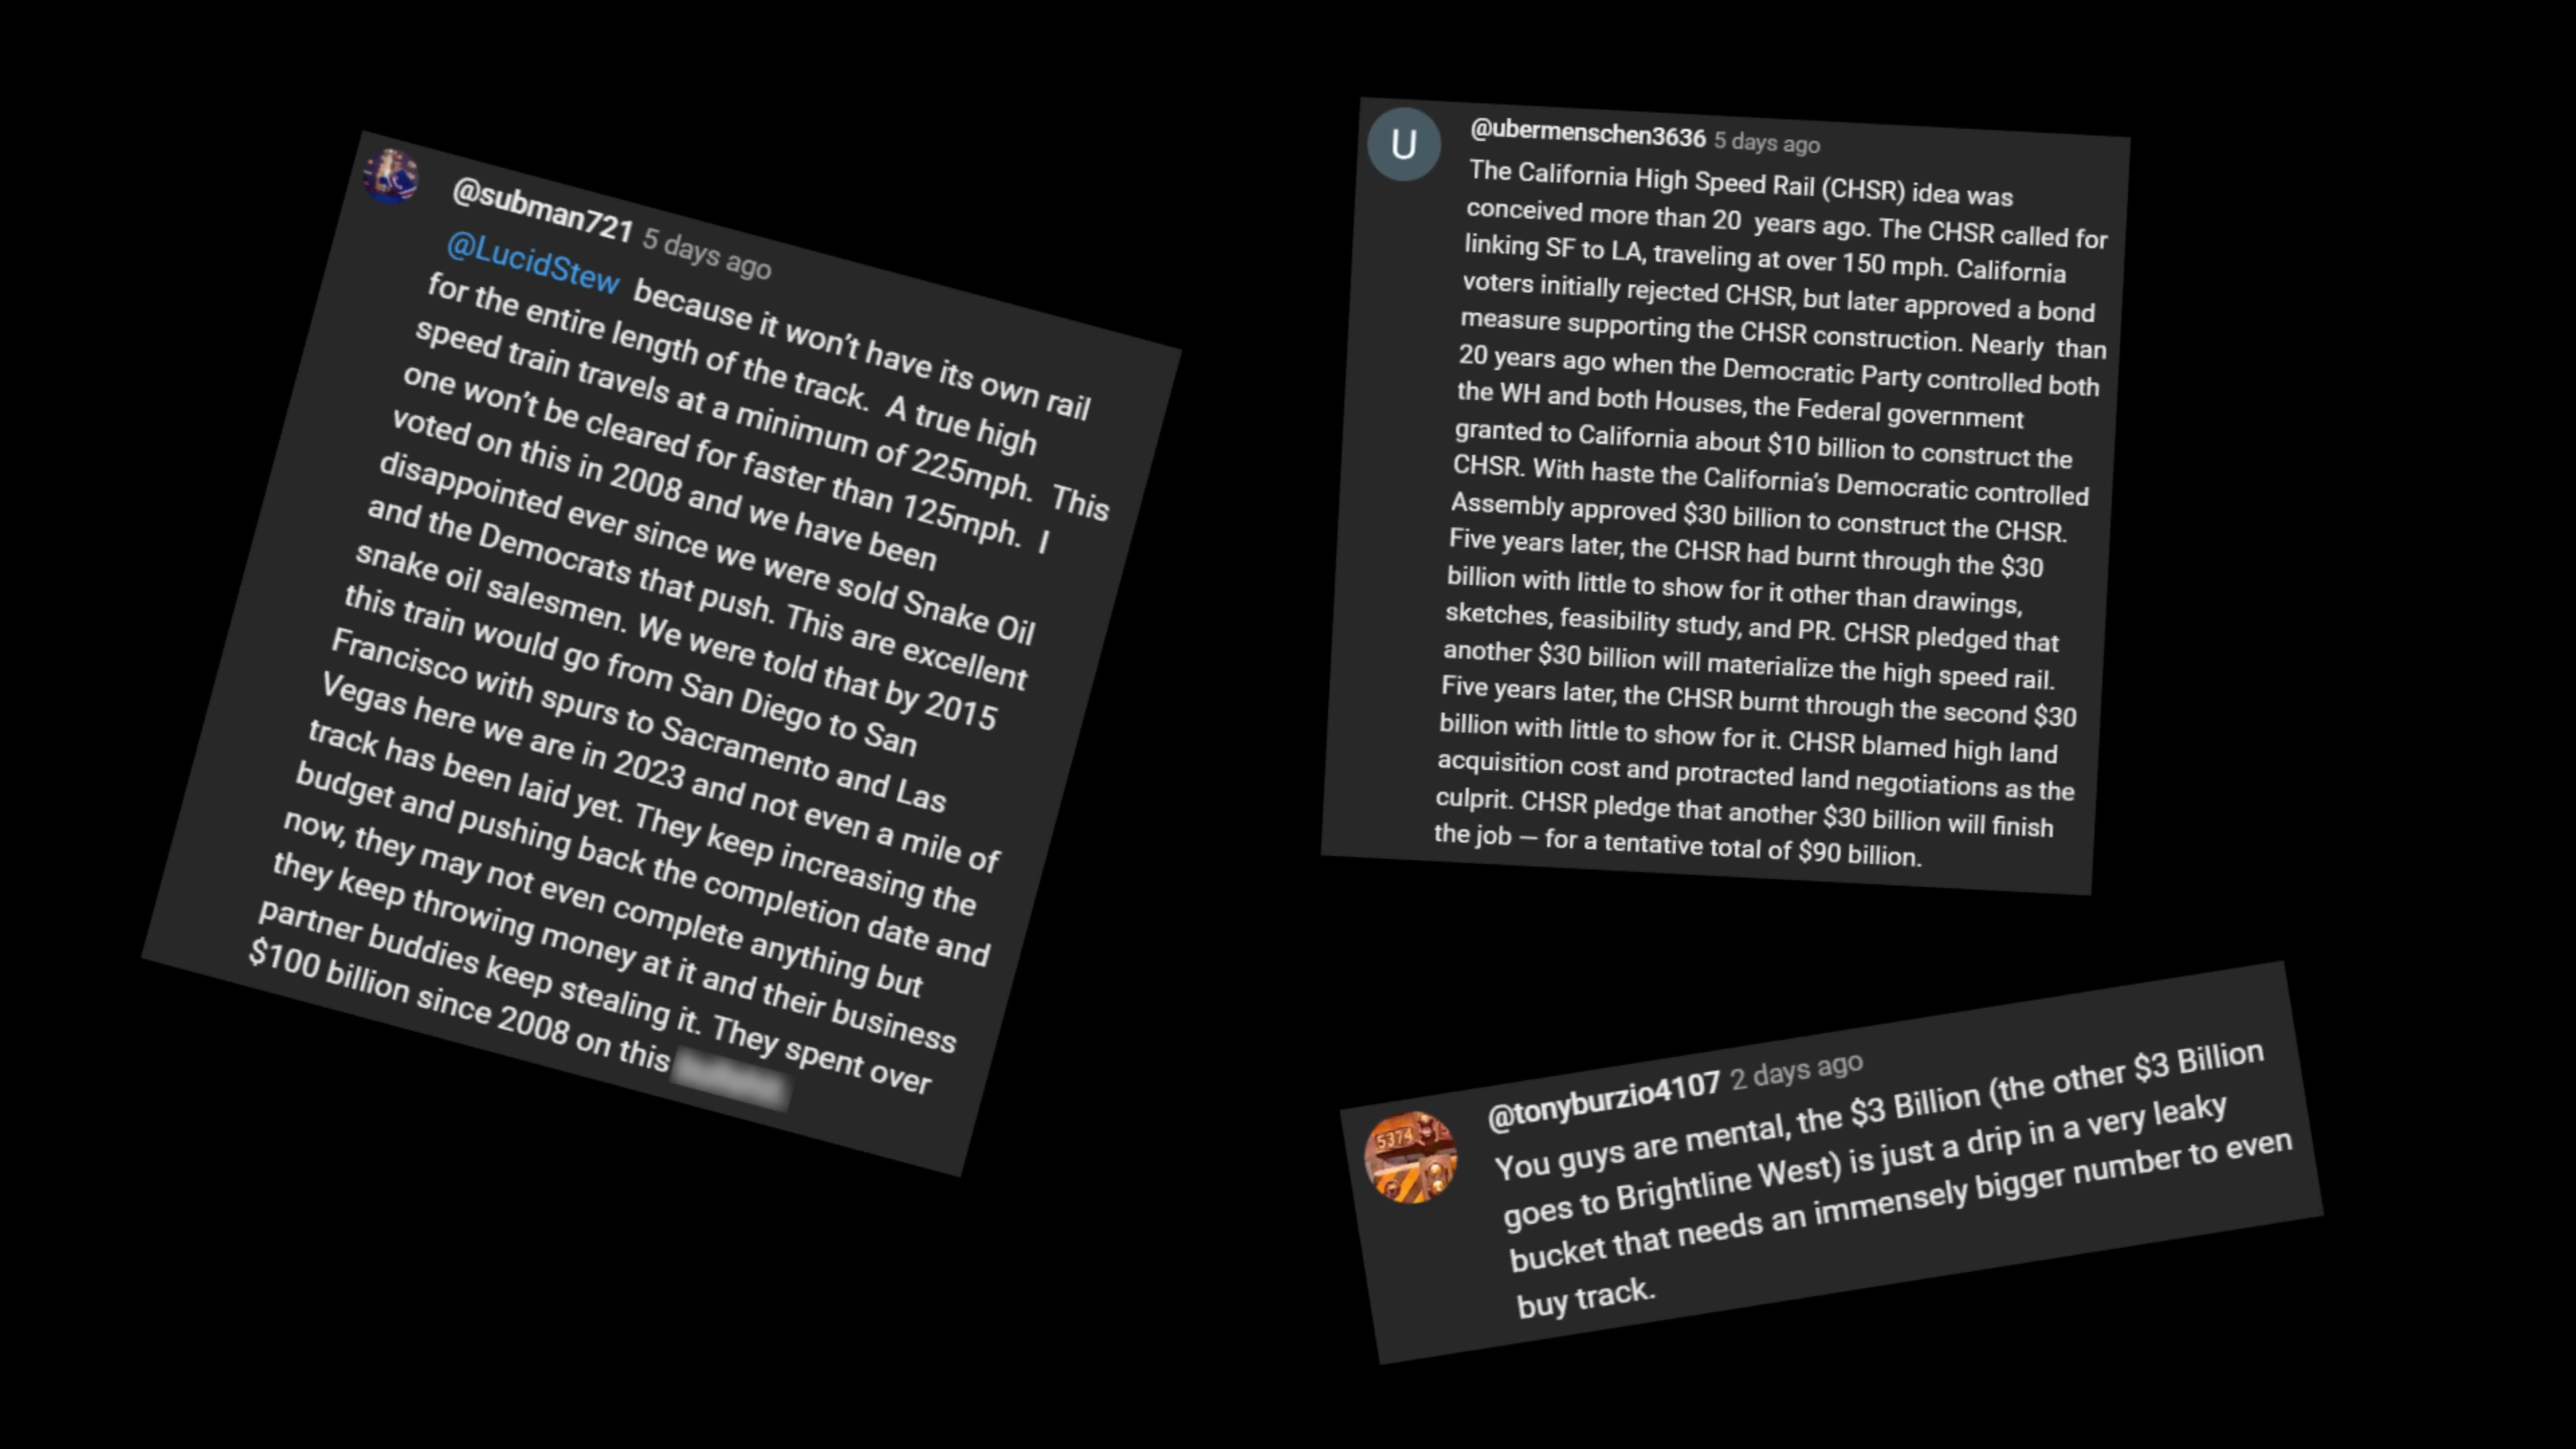 @subman721 5 days ago
@LucidStew because it won't have its own rail
for the entire length of the track. A true high
speed train travels at a minimum of 225mph. This
one won't be cleared for faster than 125mph. I
voted on this in 2008 and we have been
disappointed ever since we were sold Snake Oil
and the Democrats that push. This are excellent
snake oil salesmen. We were told that by 2015
this train would go from San Diego to San
Francisco with spurs to Sacramento and Las
Vegas here we are in 2023 and not even a mile of
track has been laid yet. They keep increasing the
budget and pushing back the completion date and
now, they may not even complete anything but
they keep throwing money at it and their business
partner buddies keep stealing it. They spent over
$100 billion since 2008 on this
U
@ubermenschen3636 5 days ago
The California High Speed Rail (CHSR) idea was
conceived more than 20 years ago. The CHSR called for
linking SF to LA, traveling at over 150 mph. California
voters initially rejected CHSR, but later approved a bond
measure supporting the CHSR construction. Nearly than
20 years ago when the Democratic Party controlled both
the WH and both Houses, the Federal government
granted to California about $10 billion to construct the
CHSR. With haste the California's Democratic controlled
Assembly approved $30 billion to construct the CHSR.
Five years later, the CHSR had burnt through the $30
billion with little to show for it other than drawings,
sketches, feasibility study, and PR. CHSR pledged that
another $30 billion will materialize the high speed rail.
Five years later, the CHSR burnt through the second $30
billion with little to show for it. CHSR blamed high land
acquisition cost and protracted land negotiations as the
culprit. CHSR pledge that another $30 billion will finish
the job — for a tentative total of $90 billion.
5374
@tonyburzio4107 2 days ago
You guys are mental, the $3 Billion (the other $3 Billion
goes to Brightline West) is just a drip in a very leaky
bucket that needs an immensely bigger number to even
buy track.